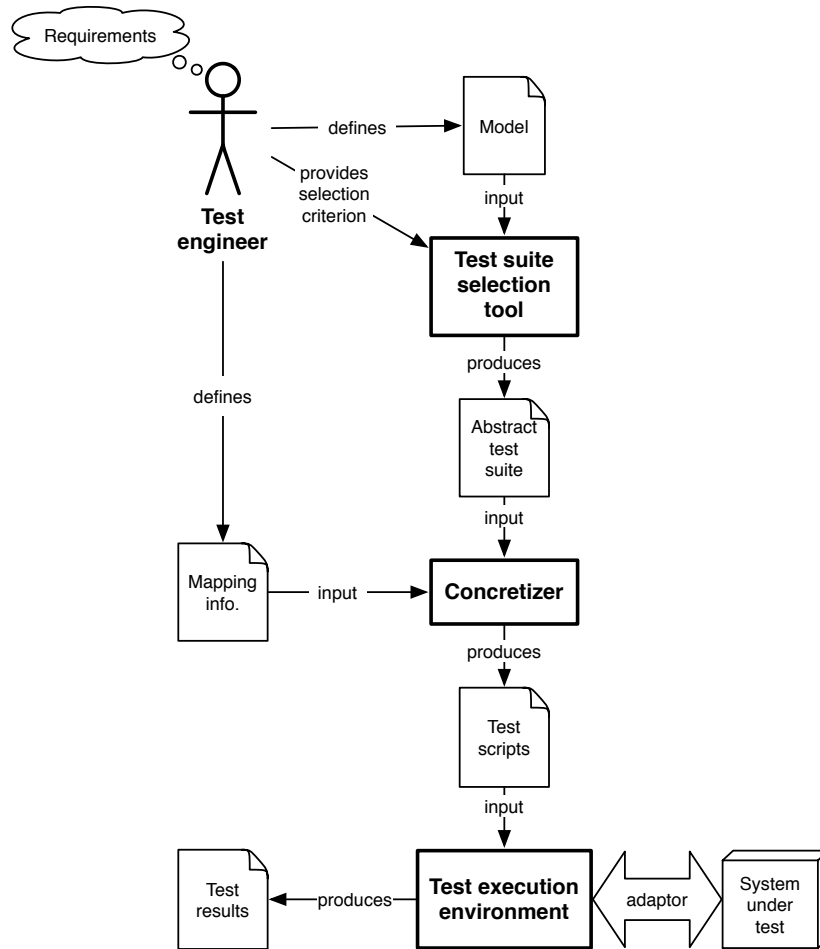 Requirements
defines
Model
provides
selection
criterion
input
Test
engineer
Test suite
selection
tool
produces
defines
Abstract
test
suite
input
Mapping
info.
input
Concretizer
produces
Test
scripts
input
Test
results
produces
Test execution
environment
adaptor
System
under
test